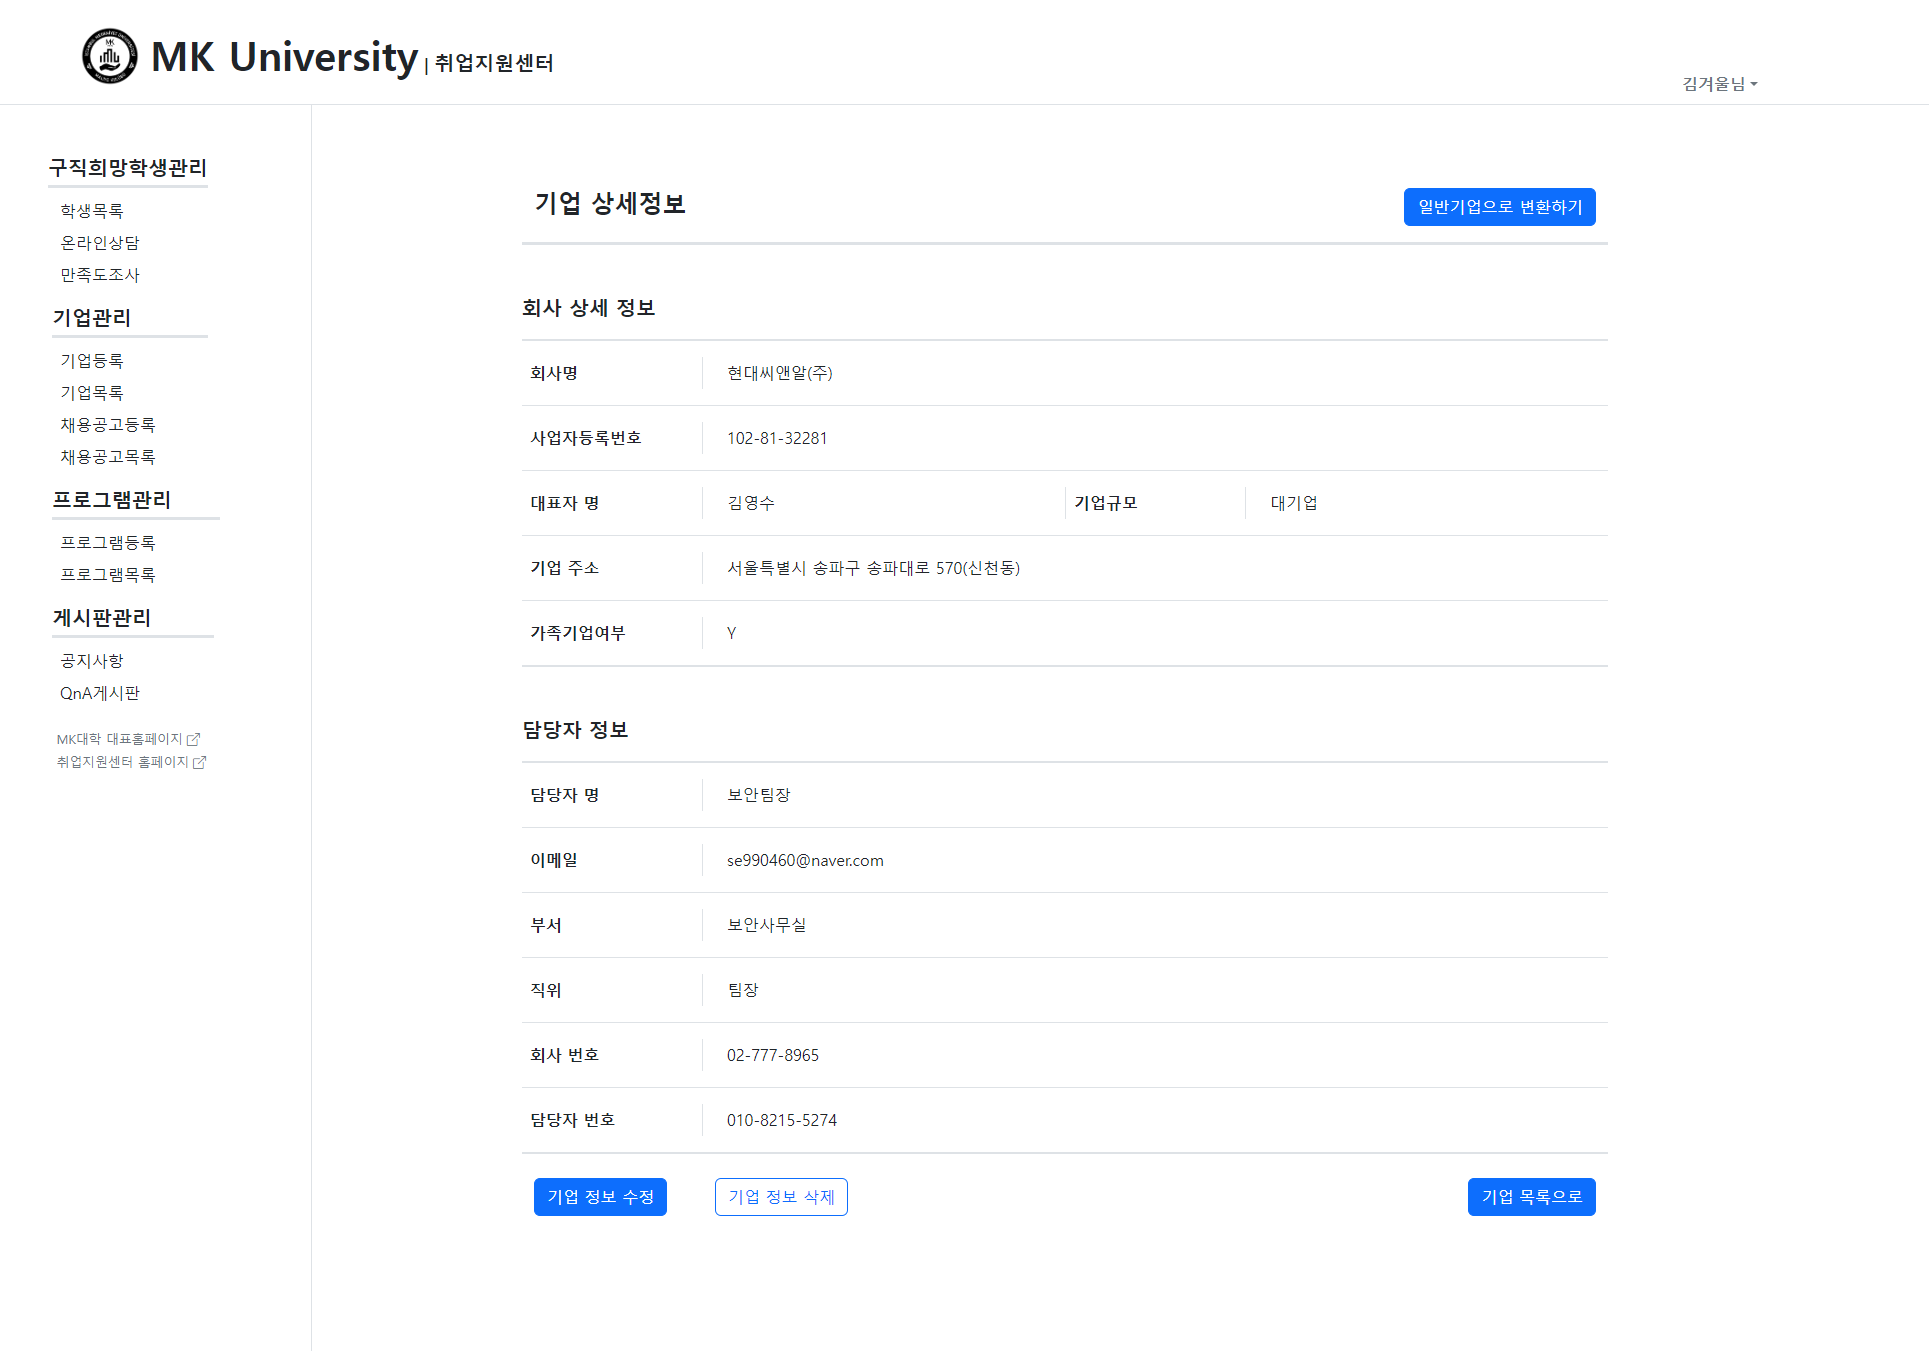 MK University | 취업지원센터
김겨울님
구직희망학생관리
학생목록
온라인상담
만족도조사
기업관리
기업등록
기업목록
채용공고등록
채용공고목록
프로그램관리
프로그램등록
프로그램목록
게시판관리
공지사항
QnA게시판
MK대학 대표홈페이지
취업지원센터 홈페이지
기업 상세정보
일반기업으로 변환하기
회사 상세 정보
회사명 현대씨앤알(주)
사업자등록번호 102-81-32281
대표자 명 김영수 기업규모 대기업
기업 주소 서울특별시 송파구 송파대로 570(신천동)
가족기업여부 Y
담당자 정보
담당자 명 보안팀장
이메일 se990460@naver.com
부서 보안사무실
직위 팀장
회사 번호 02-777-8965
담당자 번호 010-8215-5274
기업 정보 수정 기업 정보 삭제 기업 목록으로